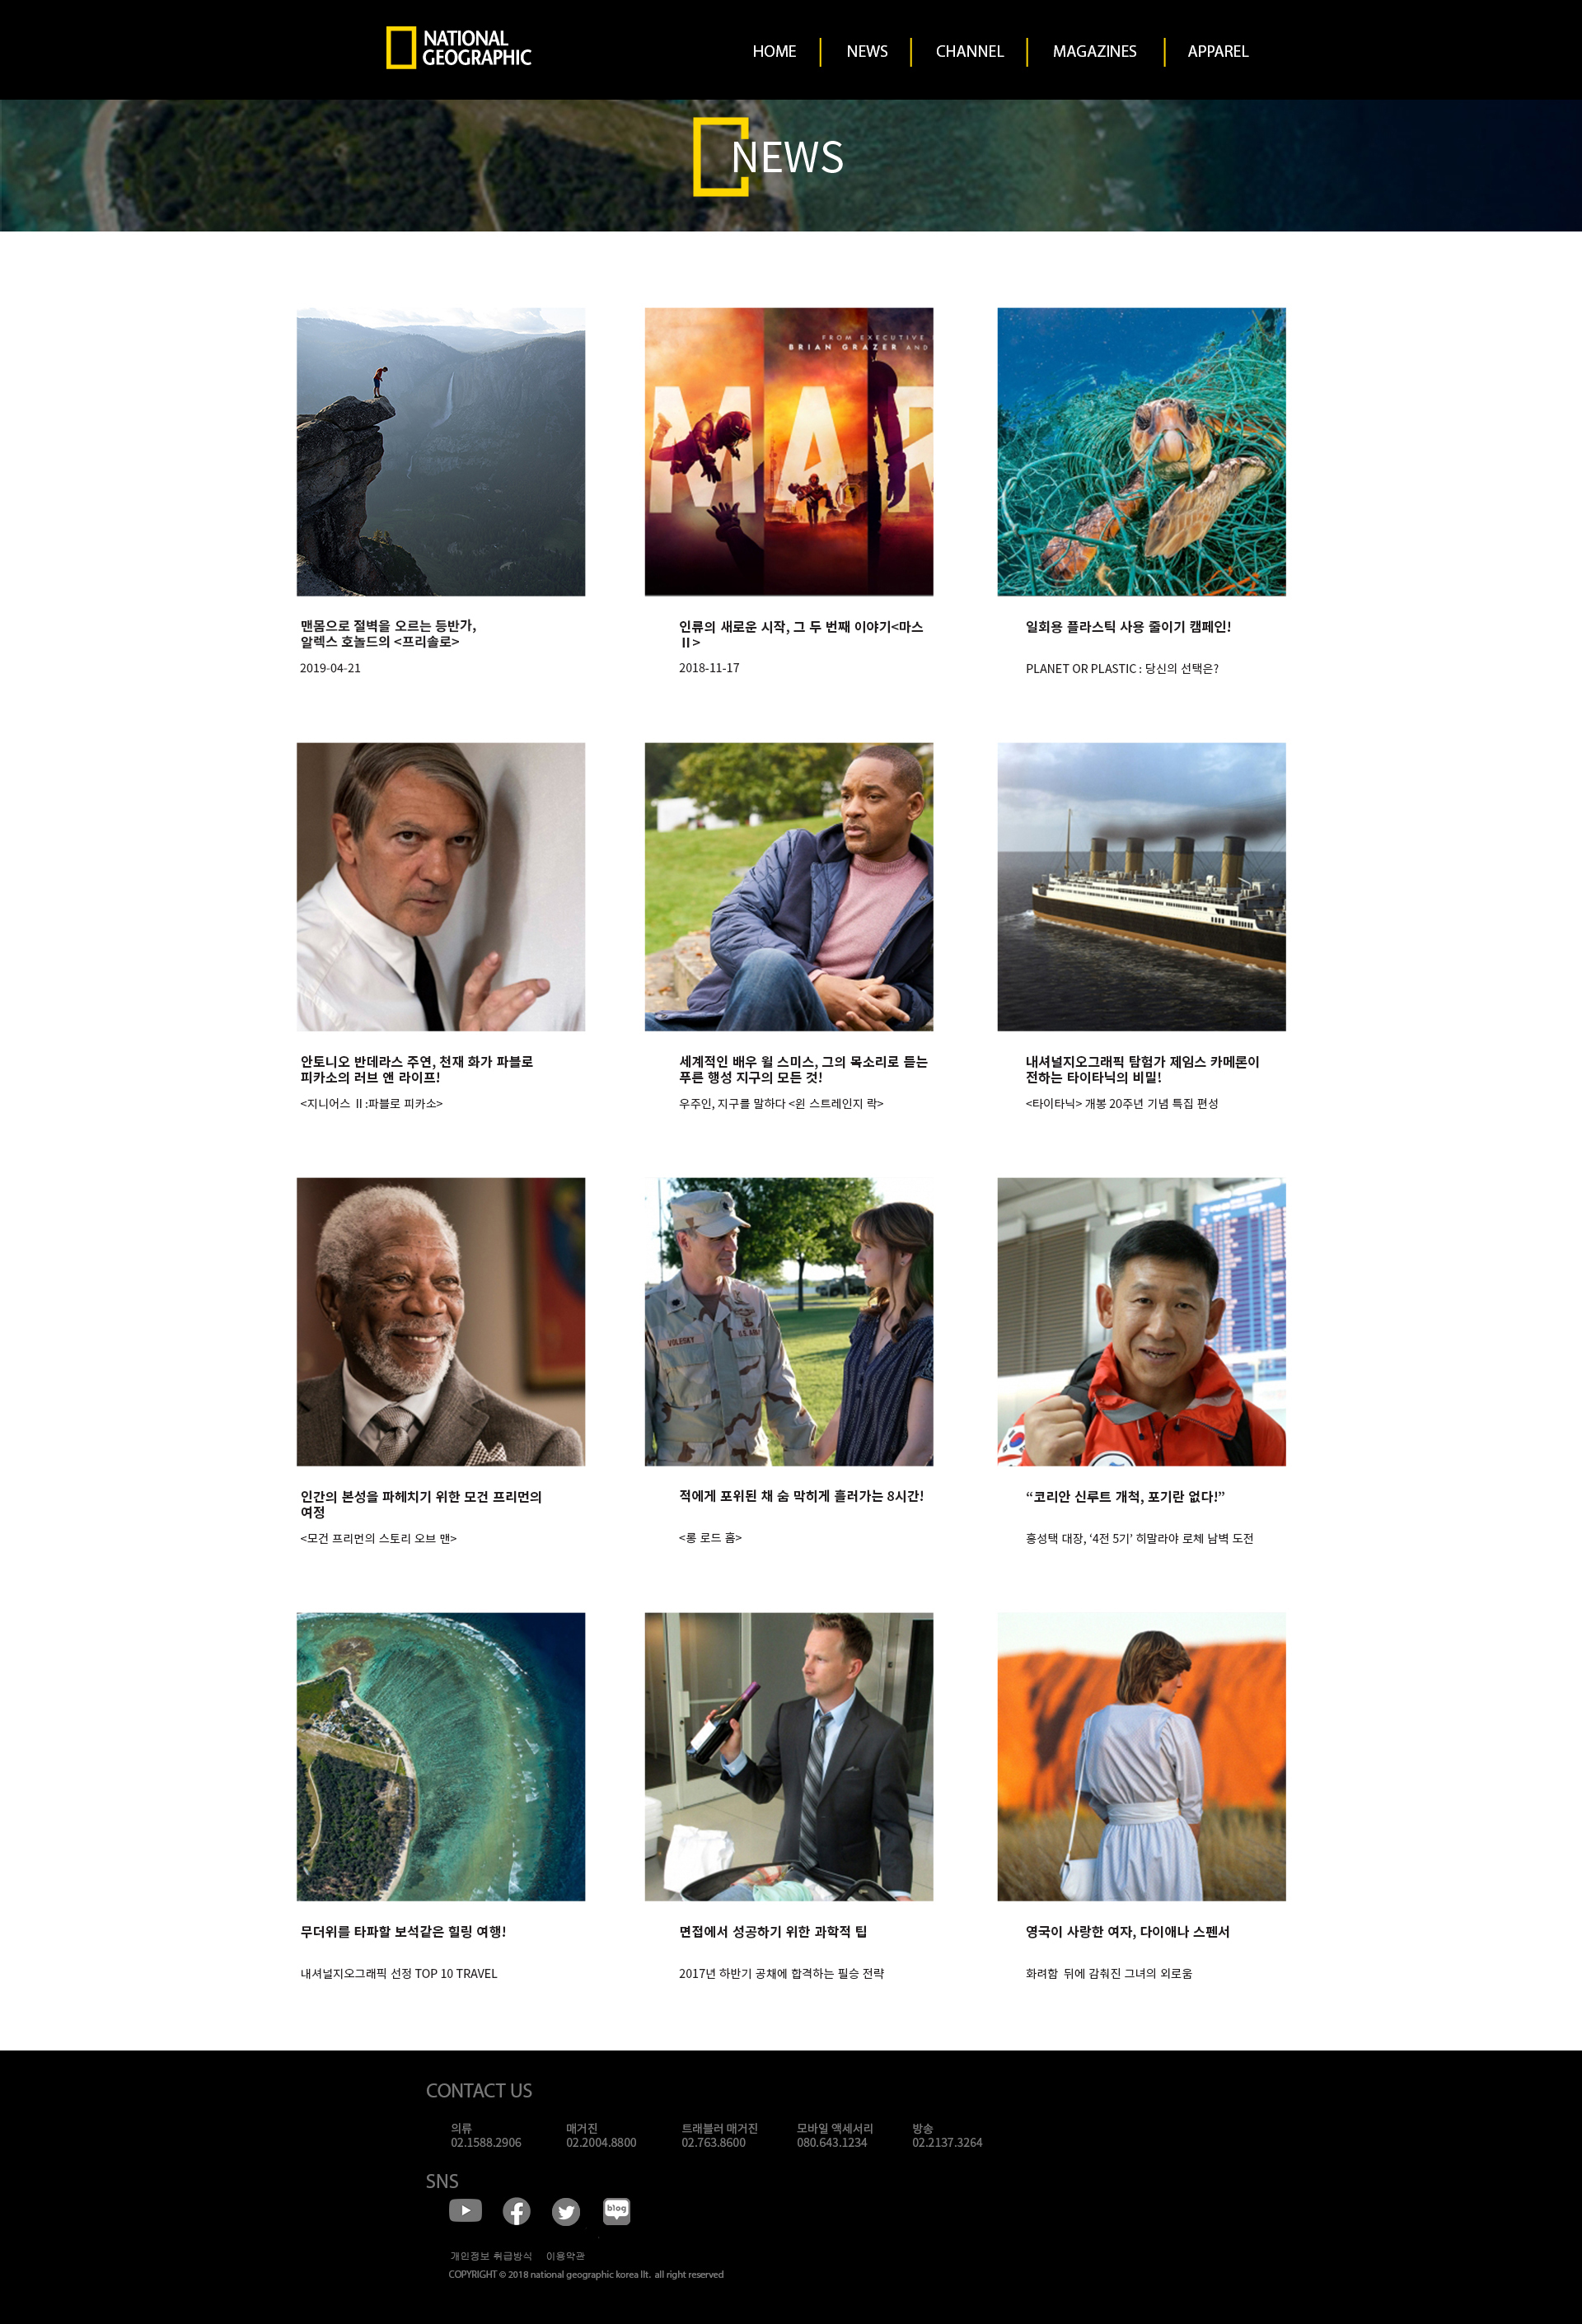 NATIONAL
GEOGRAPHIC
HOME
NEWS
CHANNEL
MAGAZINES
APPAREL
NEWS
FROM EXECUTIVE
BRIAN GRAZER AND
MAR
맨몸으로 절벽을 오르는 등반가,
알렉스 호놀드의 <프리솔로>
2019-04-21
인류의 새로운 시작, 그 두 번째 이야기<마스
Ⅱ>
2018-11-17
일회용 플라스틱 사용 줄이기 캠페인!
PLANET OR PLASTIC : 당신의 선택은?
안토니오 반데라스 주연, 천재 화가 파블로
피카소의 러브 앤 라이프!
<지니어스 Ⅱ:파블로 피카소>
세계적인 배우 윌 스미스, 그의 목소리로 듣는
푸른 행성 지구의 모든 것!
우주인, 지구를 말하다 <원 스트레인지 락>
내셔널지오그래픽 탐험가 제임스 카메론이
전하는 타이타닉의 비밀!
<타이타닉> 개봉 20주년 기념 특집 편성
VOLESKY
U.S. ARMY
인간의 본성을 파헤치기 위한 모건 프리먼의
여정
<모건 프리먼의 스토리 오브 맨>
적에게 포위된 채 숨 막히게 흘러가는 8시간!
<롱 로드 홈>
“코리안 신루트 개척, 포기란 없다!”
홍성택 대장, ‘4전 5기’ 히말라야 로체 남벽 도전
무더위를 타파할 보석같은 힐링 여행!
내셔널지오그래픽 선정 TOP 10 TRAVEL
면접에서 성공하기 위한 과학적 팁
2017년 하반기 공채에 합격하는 필승 전략
영국이 사랑한 여자, 다이애나 스펜서
화려함 뒤에 감춰진 그녀의 외로움
CONTACT US
의류
02.1588.2906
매거진
02.2004.8800
트래블러 매거진
02.763.8600
모바일 액세서리
080.643.1234
방송
02.2137.3264
SNS
blog
개인정보 취급방식 이용약관
COPYRIGHT © 2018 national geographic korea llt. all right reserved